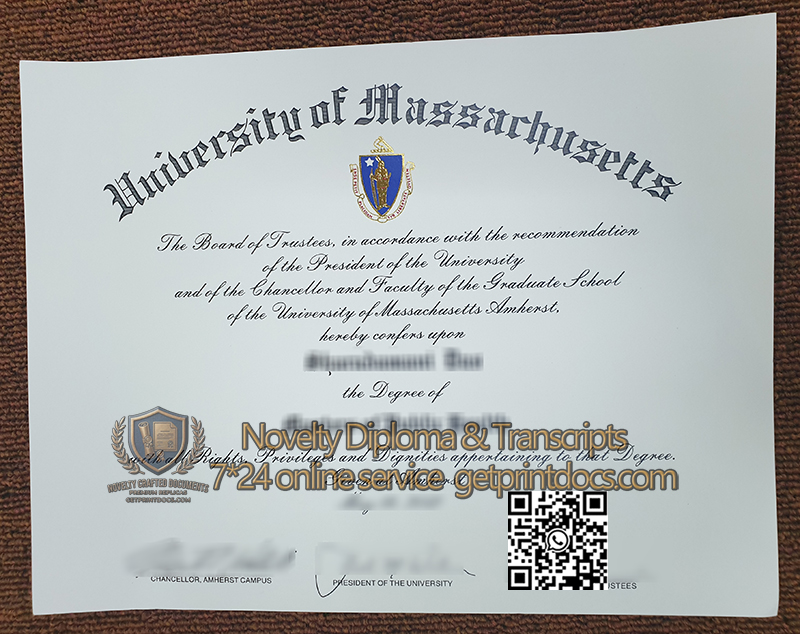 University of Massachusetts
The Board of Trustees, in accordance with the recommendation
of the President of the University
and of the Chancellor and Faculty of the Graduate School
of the University of Massachusetts Amherst,
hereby confers upon
the Degree of
Novelty Diploma & Transcripts
with all Rights, Privileges and Dignities appertaining to that Degree.
7*24 online service getprintdocs.com
NOVELTY CRAFTED DOCUMENTS
PREMIUM REPLICAS
GETPRINTDOCS.COM
CHANCELLOR, AMHERST CAMPUS
PRESIDENT OF THE UNIVERSITY